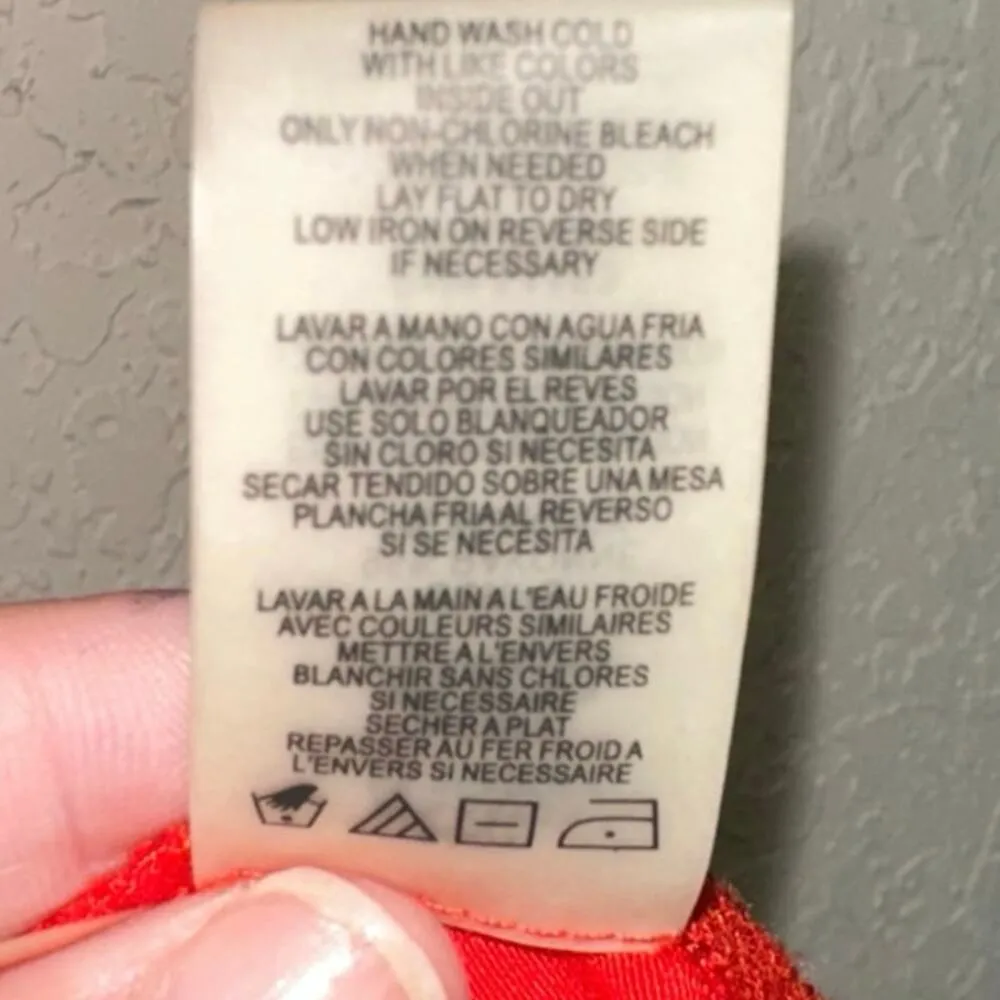 HAND WASH COLD
WITH LIKE COLORS
INSIDE OUT
ONLY NON-CHLORINE BLEACH
WHEN NEEDED
LAY FLAT TO DRY
LOW IRON ON REVERSE SIDE
IF NECESSARY
LAVAR A MANO CON AGUA FRIA
CON COLORES SIMILARES
LAVAR POR EL REVES
USE SOLO BLANQUEADOR
SIN CLORO SI NECESITA
SECAR TENDIDO SOBRE UNA MESA
PLANCHA FRIA AL REVERSO
SI SE NECESITA
LAVAR A LA MAIN A L'EAU FROIDE
AVEC COULEURS SIMILAIRES
METTRE A L'ENVERS
BLANCHIR SANS CHLORES
SI NECESSAIRE
SECHER A PLAT
REPASSER AU FER FROID A
L'ENVERS SI NECESSAIRE